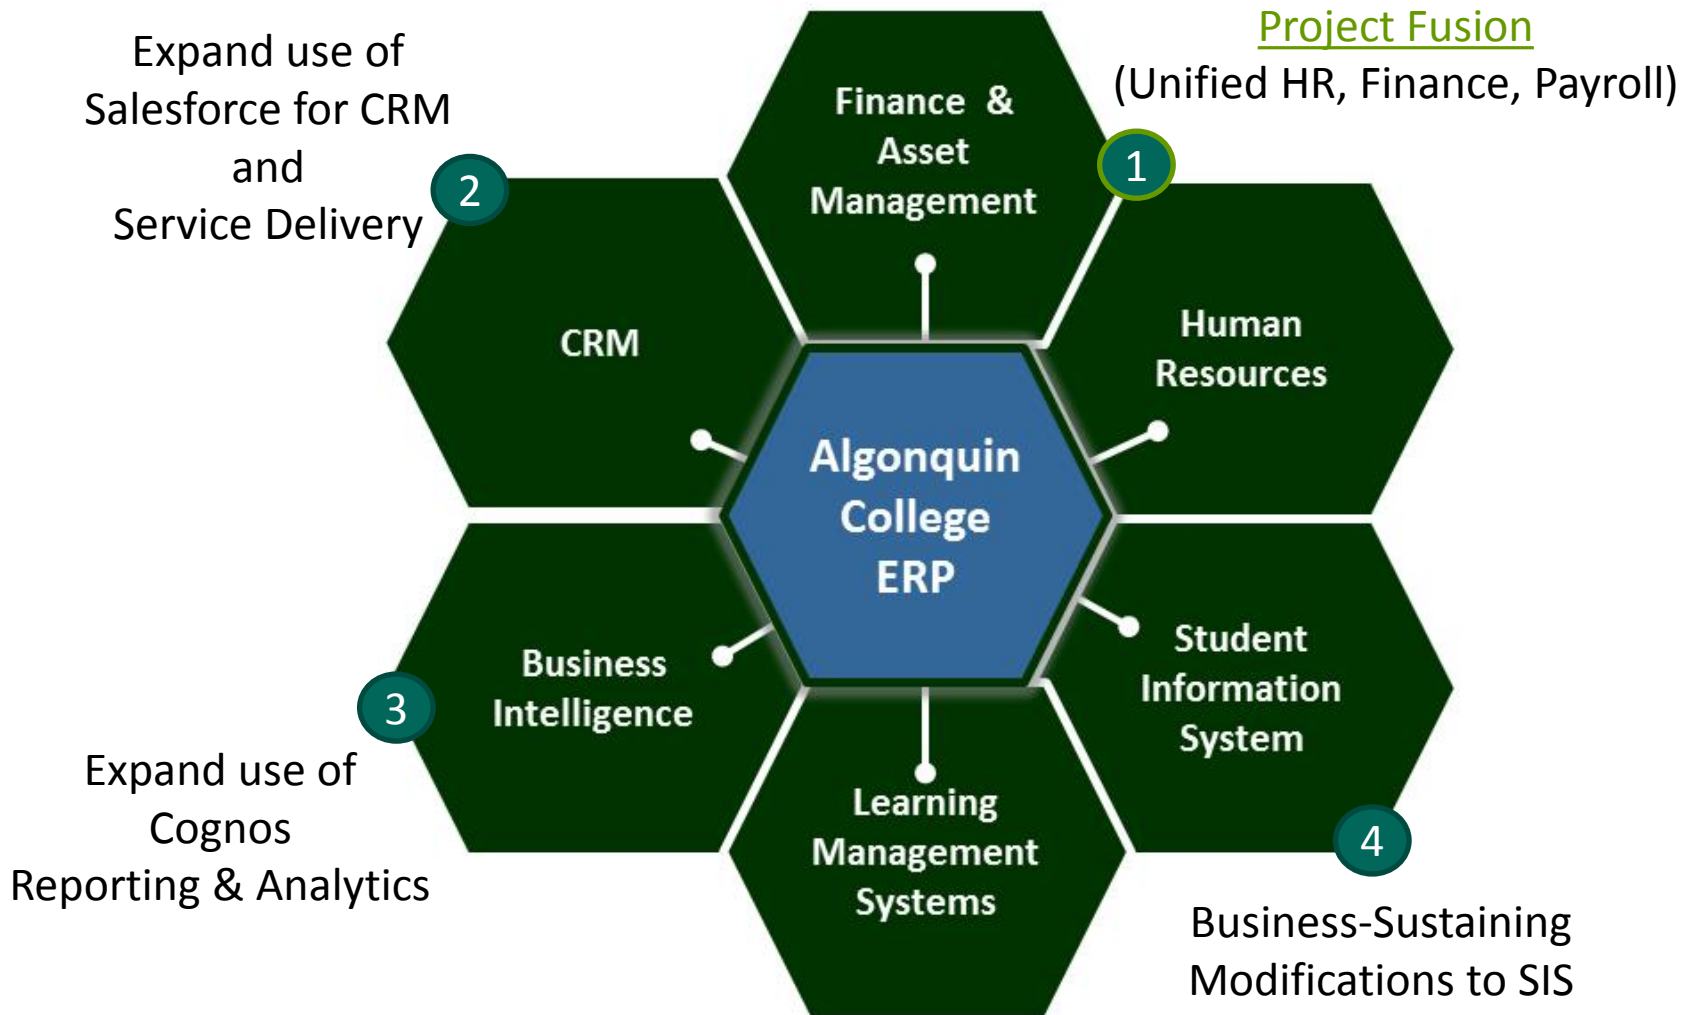 Project Fusion
(Unified HR, Finance, Payroll)
1
Expand use of
Salesforce for CRM
and
Service Delivery
2
Finance &
Asset
Management
CRM
Human
Resources
Algonquin
College
ERP
Business
Intelligence
Student
Information
System
Learning
Management
Systems
3
Expand use of
Cognos
Reporting & Analytics
4
Business-Sustaining
Modifications to SIS